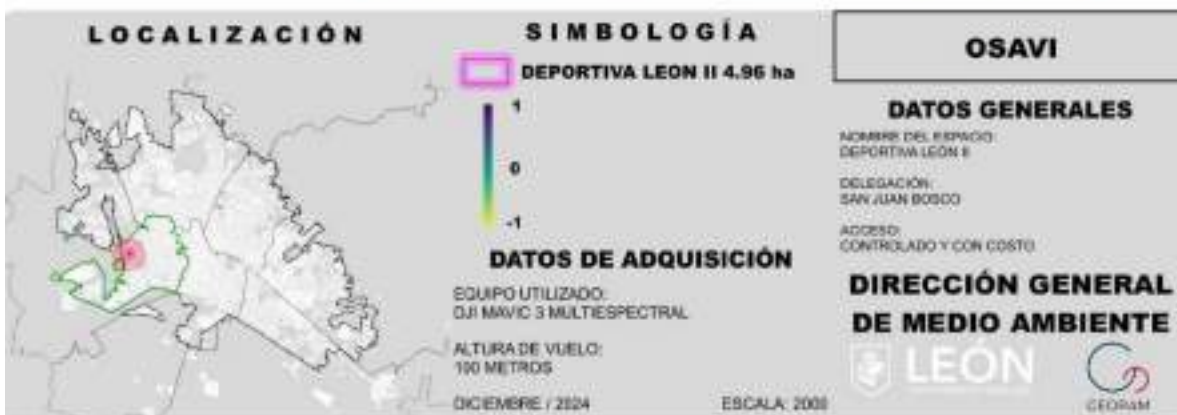 LOCALIZACIÓN
SIMBOLOGÍA
DEPORTIVA LEON II 4.96 ha
1
0
-1
DATOS DE ADQUISICIÓN
EQUIPO UTILIZADO:
DJI MAVIC 3 MULTIESPECTRAL
ALTURA DE VUELO:
100 METROS
DICIEMBRE / 2024
ESCALA: 2000
OSAVI
DATOS GENERALES
NOMBRE DEL ESPACIO:
DEPORTIVA LEÓN II
DELEGACIÓN:
SAN JUAN BOSCO
ACCESO:
CONTROLADO Y CON COSTO
DIRECCIÓN GENERAL
DE MEDIO AMBIENTE
LEÓN